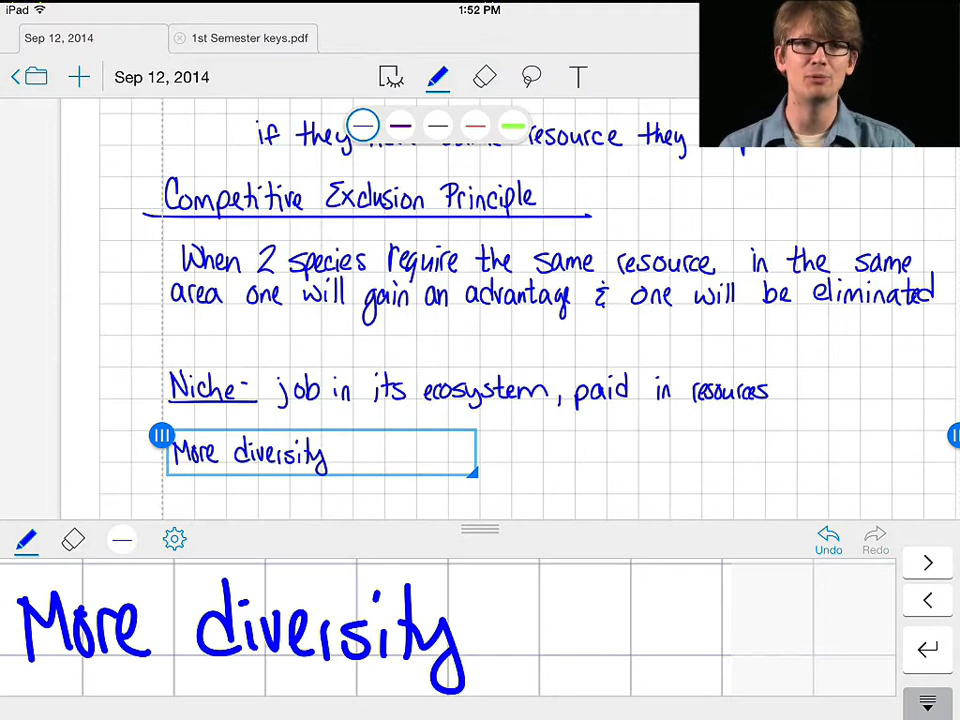 iPad 1:52 PM
Sep 12, 2014 1st Semester keys.pdf
Sep 12, 2014 T
if they resource they
Competitive Exclusion Principle
When 2 species require the same resource in the same
area one will gain an advantage & one will be eliminated
Niche- job in its ecosystem, paid in resources
More diversity
Undo Redo
More diversity